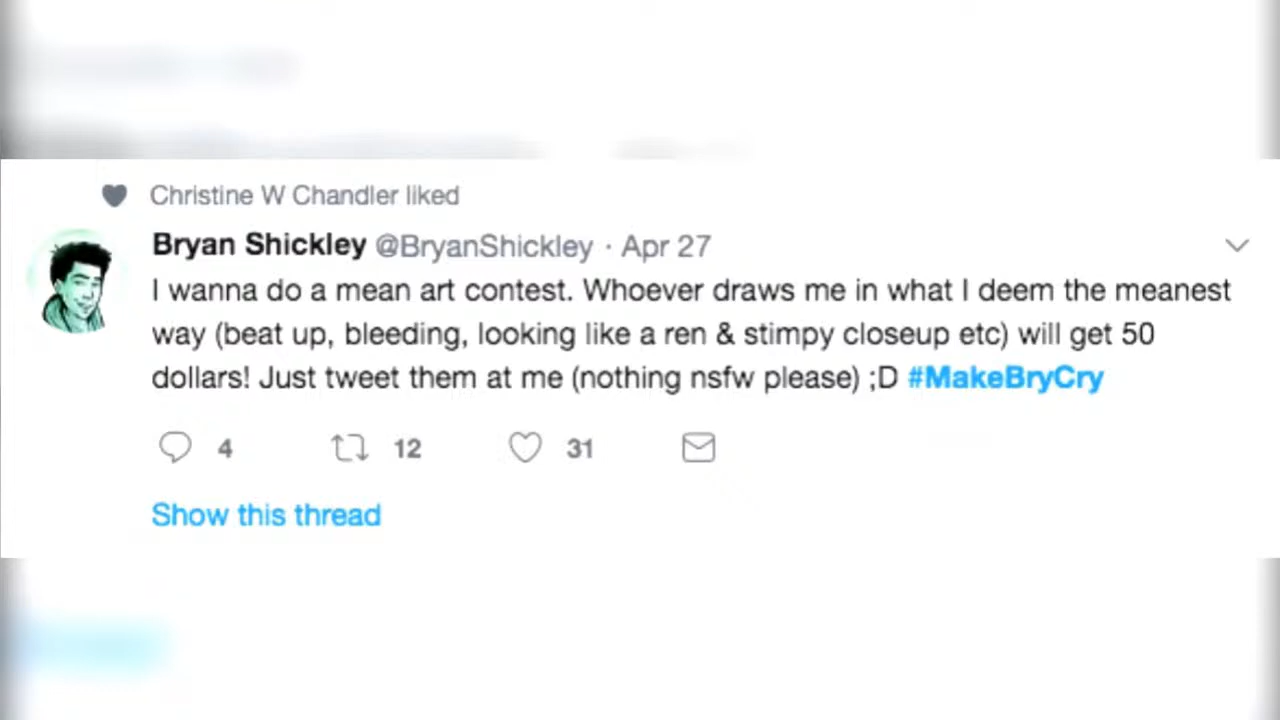 Christine W Chandler liked
Bryan Shickley @BryanShickley · Apr 27
I wanna do a mean art contest. Whoever draws me in what I deem the meanest
way (beat up, bleeding, looking like a ren & stimpy closeup etc) will get 50
dollars! Just tweet them at me (nothing nsfw please) ;D #MakeBryCry
4 12 31
Show this thread